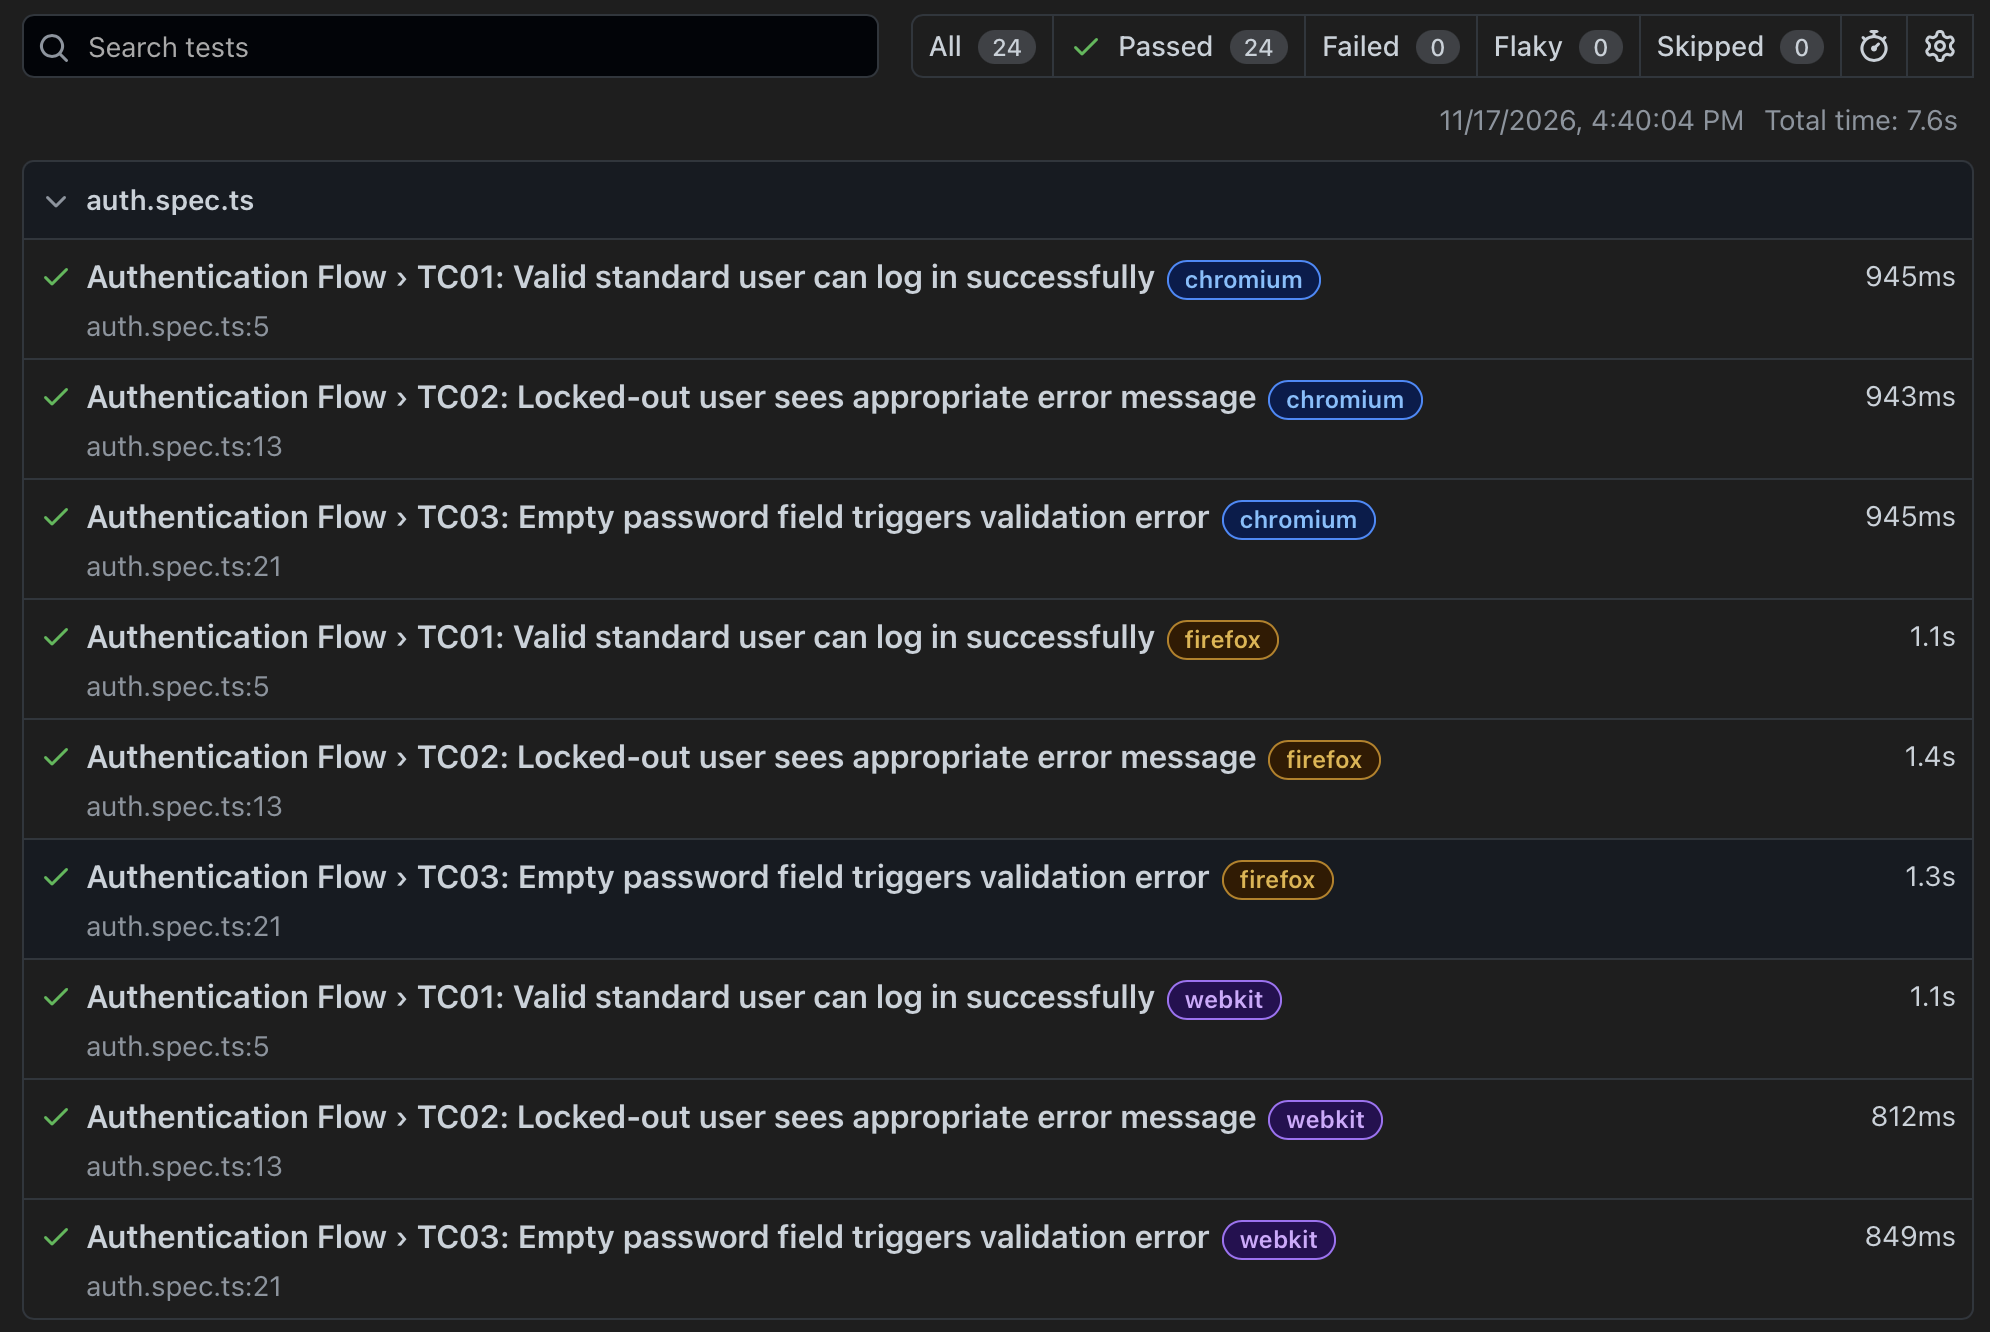 Search tests
All 24 Passed 24 Failed 0 Flaky 0 Skipped 0
11/17/2026, 4:40:04 PM Total time: 7.6s
auth.spec.ts
Authentication Flow › TC01: Valid standard user can log in successfully chromium 945ms
auth.spec.ts:5
Authentication Flow › TC02: Locked-out user sees appropriate error message chromium 943ms
auth.spec.ts:13
Authentication Flow › TC03: Empty password field triggers validation error chromium 945ms
auth.spec.ts:21
Authentication Flow › TC01: Valid standard user can log in successfully firefox 1.1s
auth.spec.ts:5
Authentication Flow › TC02: Locked-out user sees appropriate error message firefox 1.4s
auth.spec.ts:13
Authentication Flow › TC03: Empty password field triggers validation error firefox 1.3s
auth.spec.ts:21
Authentication Flow › TC01: Valid standard user can log in successfully webkit 1.1s
auth.spec.ts:5
Authentication Flow › TC02: Locked-out user sees appropriate error message webkit 812ms
auth.spec.ts:13
Authentication Flow › TC03: Empty password field triggers validation error webkit 849ms
auth.spec.ts:21